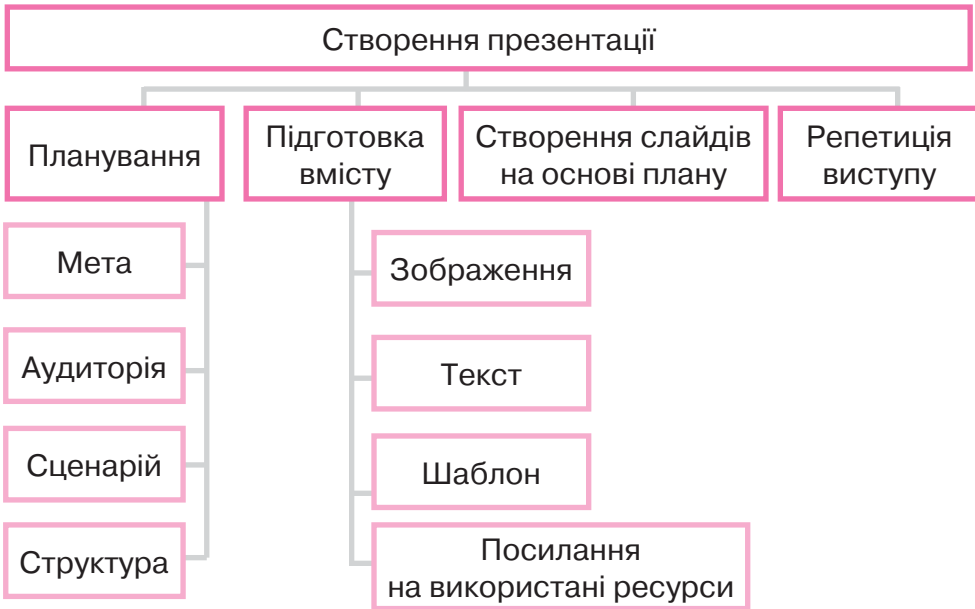 Створення презентації
Планування
Підготовка
вмісту
Створення слайдів
на основі плану
Репетиція
виступу
Мета
Аудиторія
Сценарій
Структура
Зображення
Текст
Шаблон
Посилання
на використані ресурси